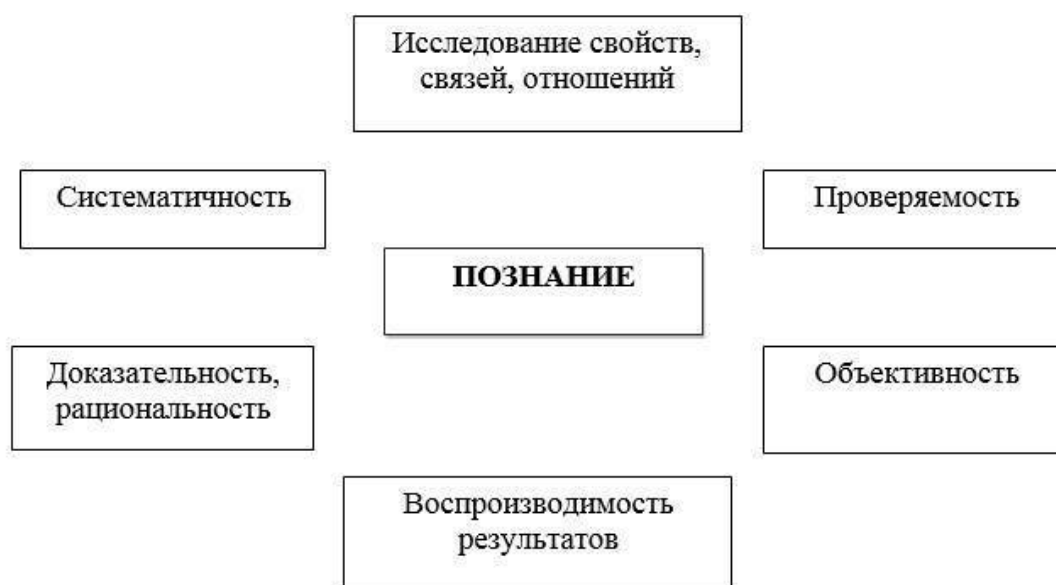 Исследование свойств,
связей, отношений
Систематичность
Проверяемость
ПОЗНАНИЕ
Доказательность,
рациональность
Объективность
Воспроизводимость
результатов